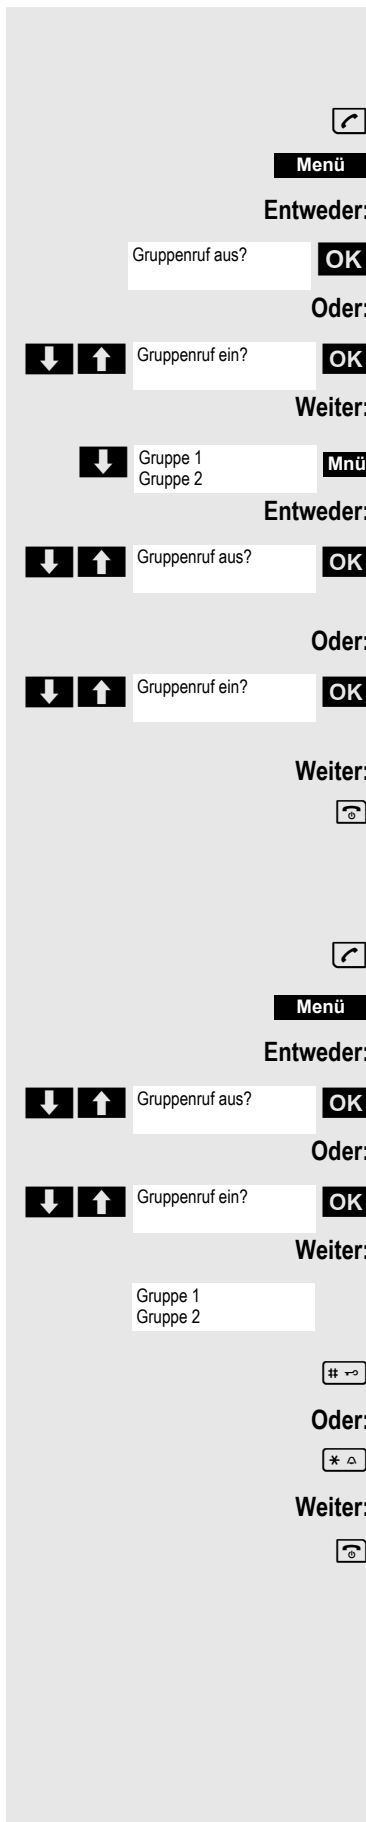 Menü
Entweder:
Gruppenruf aus? OK
Oder:
Gruppenruf ein? OK
Weiter:
Gruppe 1 Mnü
Gruppe 2
Entweder:
Gruppenruf aus? OK
Oder:
Gruppenruf ein? OK
Weiter:
Menü
Entweder:
Gruppenruf aus? OK
Oder:
Gruppenruf ein? OK
Weiter:
Gruppe 1
Gruppe 2
#
Oder:
*
Weiter: